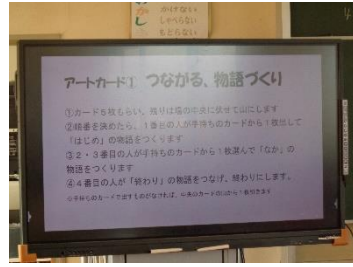 かけない
しゃべらない
もどらない
アートカード① つながる、物語づくり
①カード5枚もらい、残りは場の中央に伏せて山にします
②順番を決めたら、1番目の人が手持ちのカードから1枚出して
「はじめ」の物語をつくります
③2・3番目の人が手持ちのカードから1枚選んで「なか」の
物語をつくります
④4番目の人が「終わり」の物語をつなげ、終わりにします。